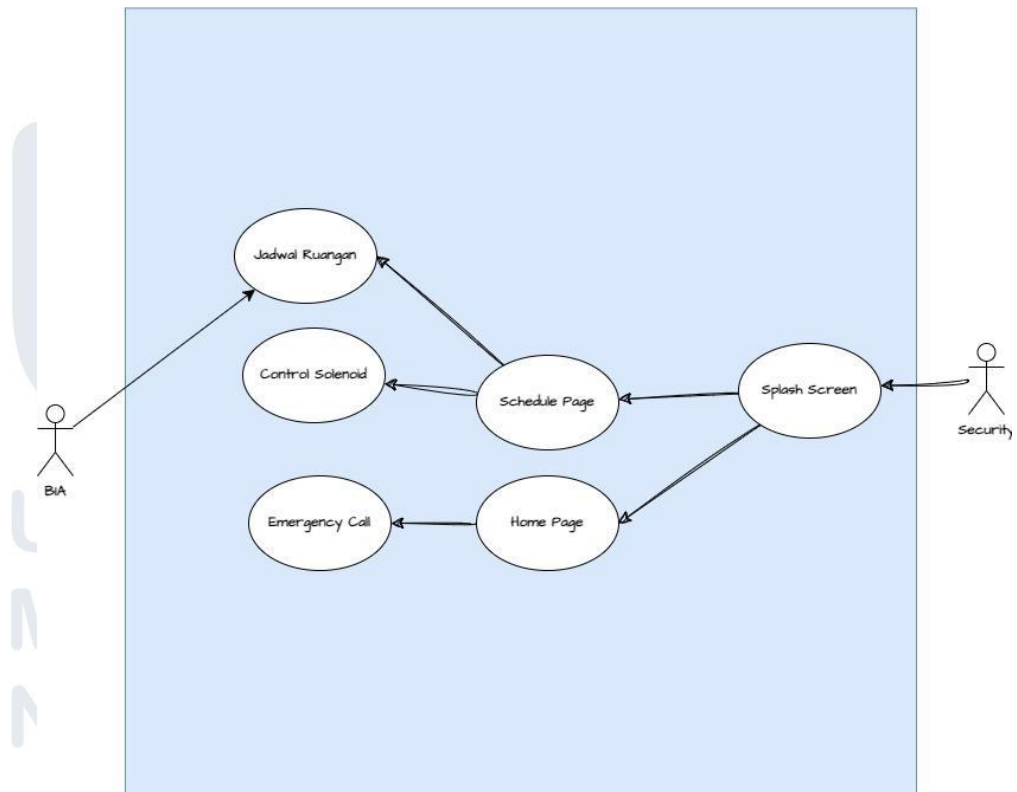 Jadwal Ruangan
Control Solenoid
Schedule Page
Splash Screen
Security
BIA
Emergency Call
Home Page